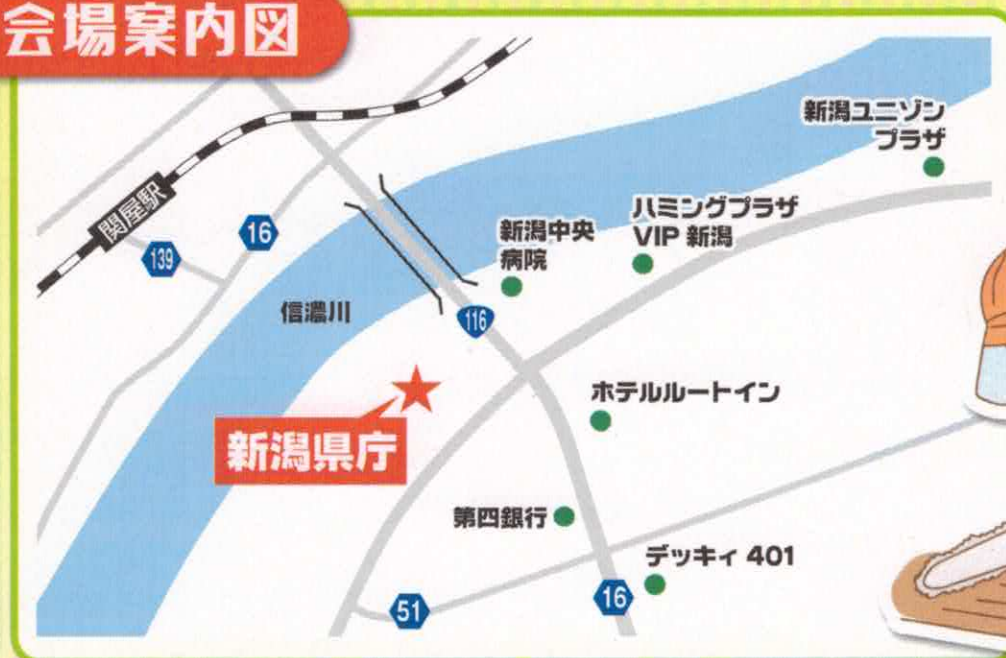 会場案内図
新潟ユニゾン
プラザ
ハミングプラザ
VIP 新潟
新潟中央
病院
関屋駅
16
139
信濃川
116
ホテルルートイン
新潟県庁
第四銀行
デッキィ 401
51
16